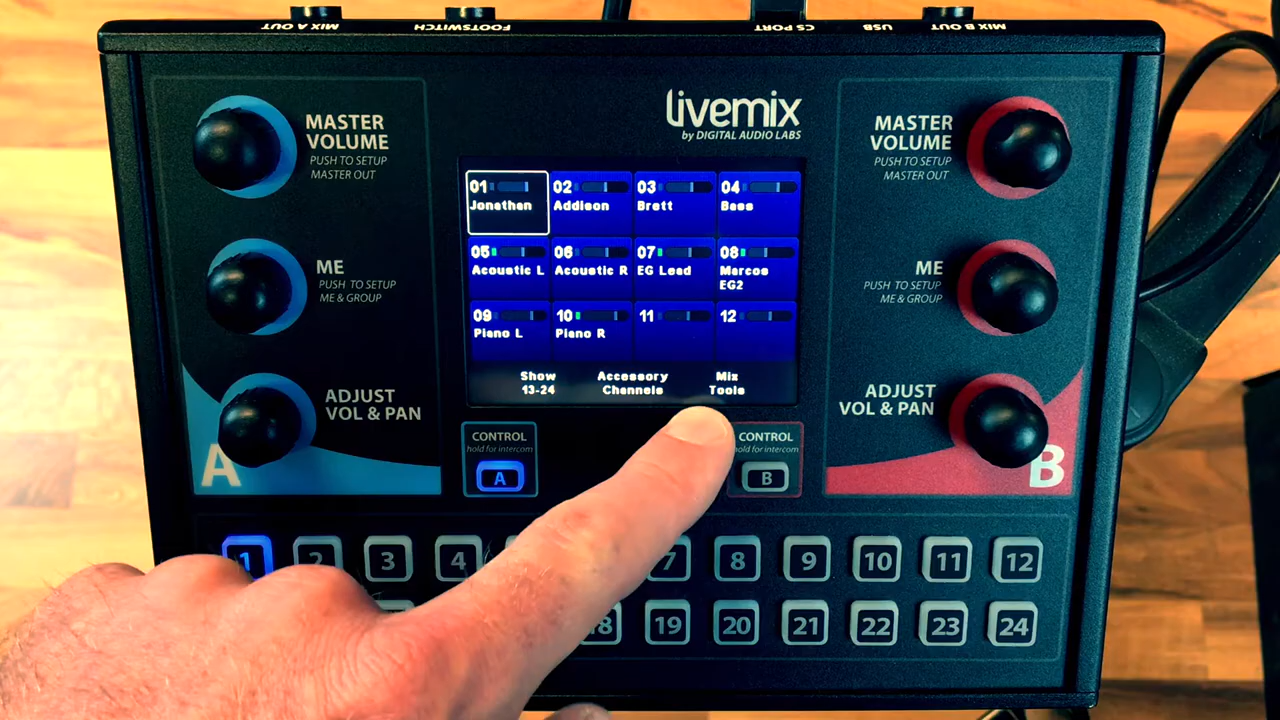 MIX A OUT
FOOTSWITCH
CS PORT
USB
MIX B OUT
livemix
by DIGITAL AUDIO LABS
MASTER
VOLUME
PUSH TO SETUP
MASTER OUT
ME
PUSH TO SETUP
ME & GROUP
ADJUST
VOL & PAN
A
01
Jonathan
02
Addison
03
Brett
04
Bass
05
Acoustic L
06
Acoustic R
07
EG Lead
08
Marcos
EG2
09
Piano L
10
Piano R
11
12
Show
13-24
Accessory
Channels
Mix
Tools
MASTER
VOLUME
PUSH TO SETUP
MASTER OUT
ME
PUSH TO SETUP
ME & GROUP
ADJUST
VOL & PAN
B
CONTROL
hold for intercom
A
CONTROL
hold for intercom
B
1 2 3 4 7 8 9 10 11 12
18 19 20 21 22 23 24